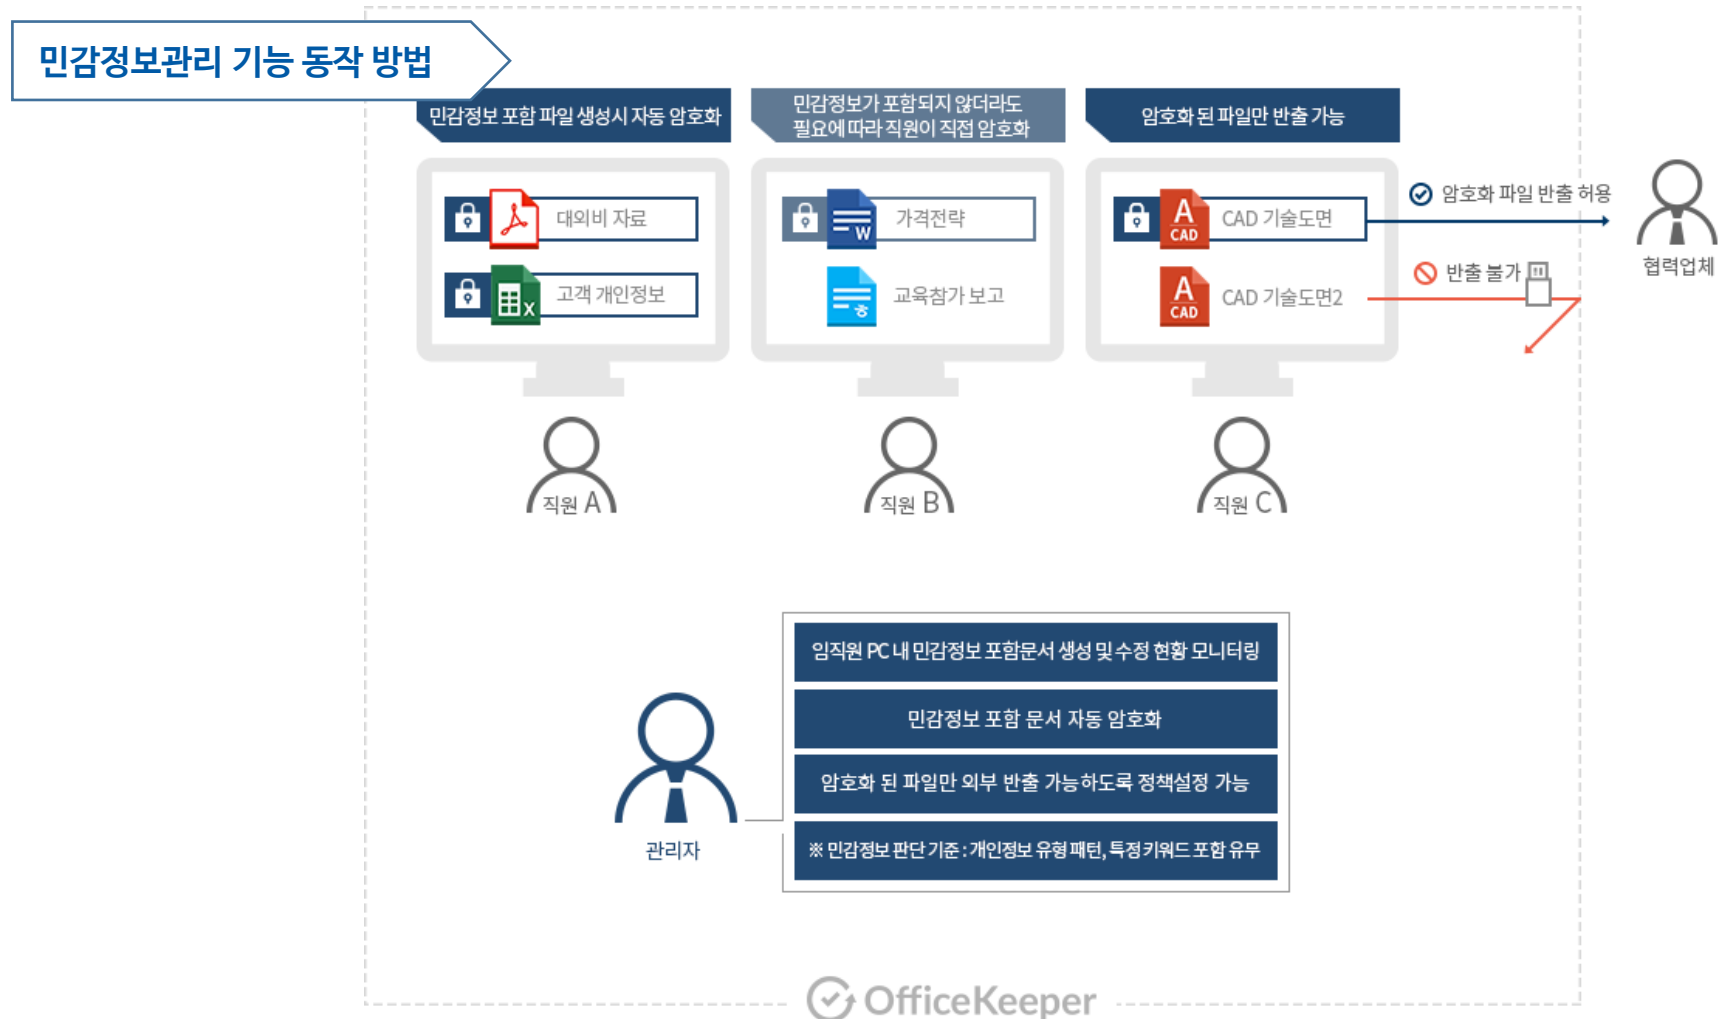 민감정보관리 기능 동작 방법
민감정보 포함 파일 생성시 자동 암호화
민감정보가 포함되지 않더라도
필요에 따라 직원이 직접 암호화
암호화 된 파일만 반출 가능
대외비 자료
고객 개인정보
W
가격전략
ㅎ
교육참가 보고
X
A
CAD
CAD 기술도면
A
CAD
CAD 기술도면2
암호화 파일 반출 허용
반출 불가
협력업체
직원 A
직원 B
직원 C
임직원 PC 내 민감정보 포함문서 생성 및 수정 현황 모니터링
민감정보 포함 문서 자동 암호화
암호화 된 파일만 외부 반출 가능하도록 정책설정 가능
※ 민감정보 판단 기준 : 개인정보 유형 패턴, 특정 키워드 포함 유무
관리자
OfficeKeeper